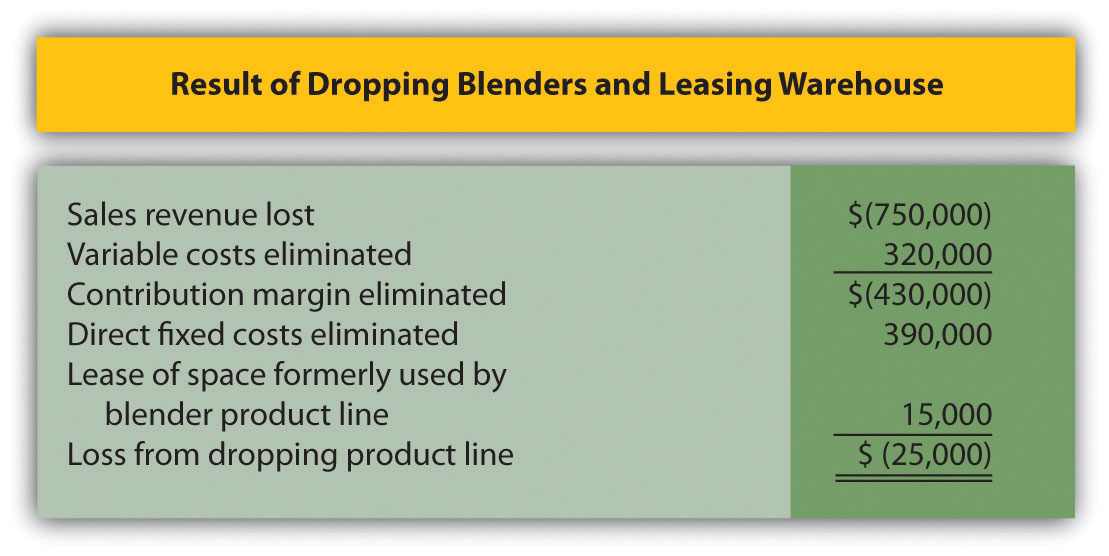 Result of Dropping Blenders and Leasing Warehouse
Sales revenue lost $(750,000)
Variable costs eliminated 320,000
Contribution margin eliminated $(430,000)
Direct fixed costs eliminated 390,000
Lease of space formerly used by
blender product line 15,000
Loss from dropping product line $ (25,000)